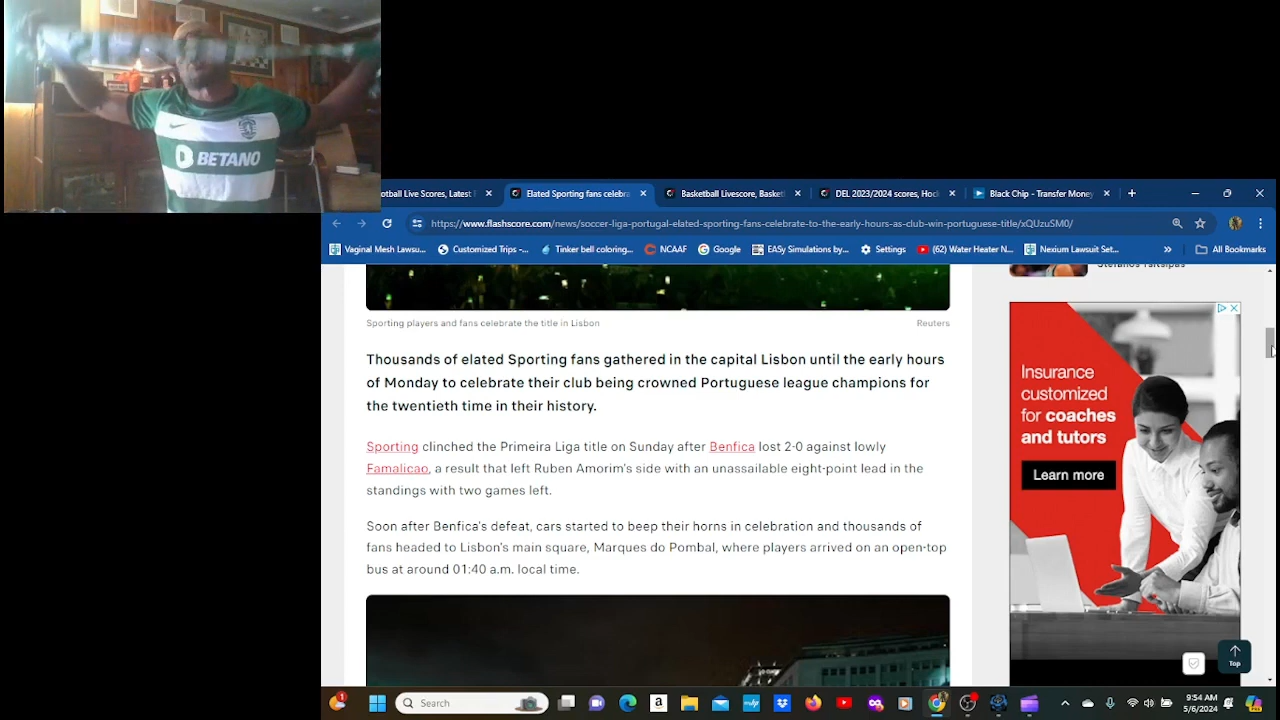 BETANO
otball Live Scores, Latest
Elated Sporting fans celebra
Basketball Livescore, Basket
DEL 2023/2024 scores, Hoc
Black Chip - Transfer Money
https://www.flashscore.com/news/soccer-liga-portugal-elated-sporting-fans-celebrate-to-the-early-hours-as-club-win-portuguese-title/xQUzuSM0/
Vaginal Mesh Lawsu...
Customized Trips -...
Tinker bell coloring...
NCAAF
Google
EASy Simulations by...
Settings
(62) Water Heater N...
Nexium Lawsuit Set...
»
All Bookmarks
Stefanos Tsitsipas
Sporting players and fans celebrate the title in Lisbon
Reuters
Thousands of elated Sporting fans gathered in the capital Lisbon until the early hours
of Monday to celebrate their club being crowned Portuguese league champions for
the twentieth time in their history.
Sporting clinched the Primeira Liga title on Sunday after Benfica lost 2-0 against lowly
Famalicao, a result that left Ruben Amorim's side with an unassailable eight-point lead in the
standings with two games left.
Soon after Benfica's defeat, cars started to beep their horns in celebration and thousands of
fans headed to Lisbon's main square, Marques do Pombal, where players arrived on an open-top
bus at around 01:40 a.m. local time.
Insurance
customized
for coaches
and tutors
Learn more
Top
1
Search
9:54 AM
5/6/2024